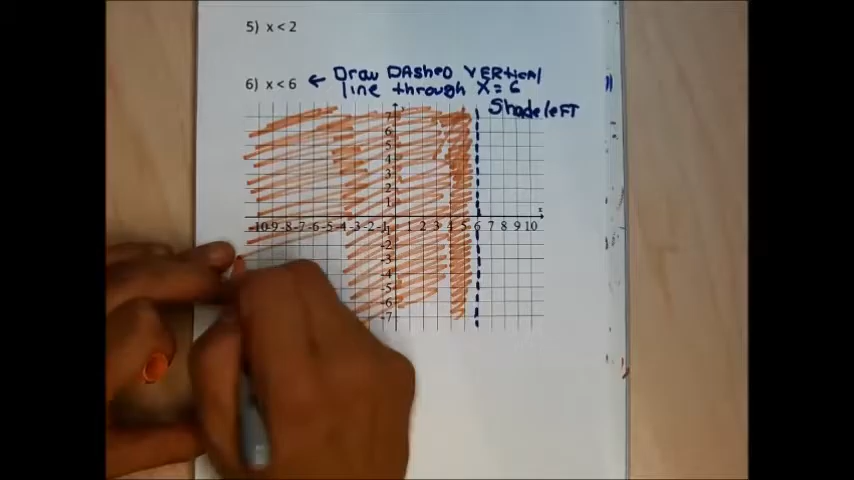 5) x < 2
6) x < 6 ← Draw DAshed VERtical
line through X = 6
Shade leFT
y
7
6
5
4
3
2
1
x
-10 -9 -8 -7 -6 -5 -4 -3 -2 -1 1 2 3 4 5 6 7 8 9 10
-2
-3
-4
-5
-6
-7